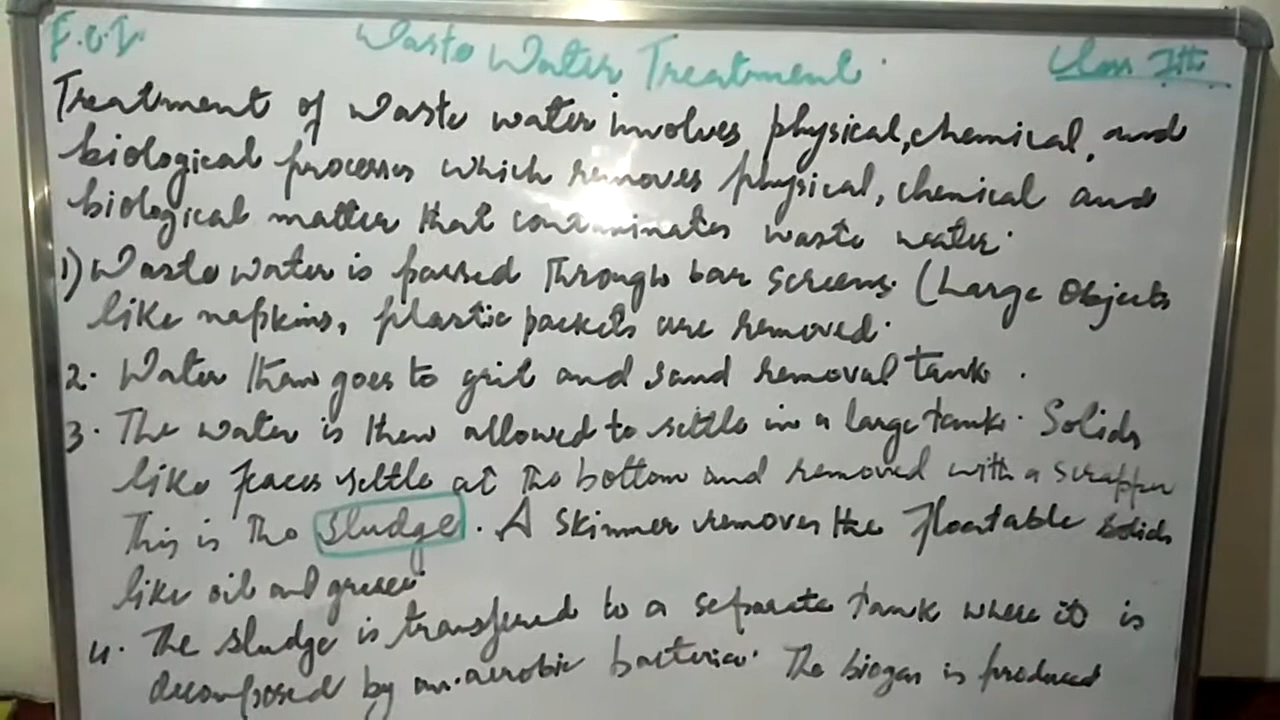 F.C.I. Waste Water Treatment Class 7th
Treatment of waste water involves physical, chemical, and
biological processes which removes physical, chemical and
biological matter that contaminates waste water.
1) Waste water is passed through bar screens. (Large Objects
like napkins, plastic packets are removed.
2. Water then goes to grit and sand removal tank.
3. The water is then allowed to settle in a large tank. Solids
like feaces settle at the bottom and removed with a scrapper
This is the sludge. A skinner removes the floatable solids
like oil and grease.
4. The sludge is transfered to a separate tank where it is
decomposed by an.aerobic bacteria. The biogas is produced